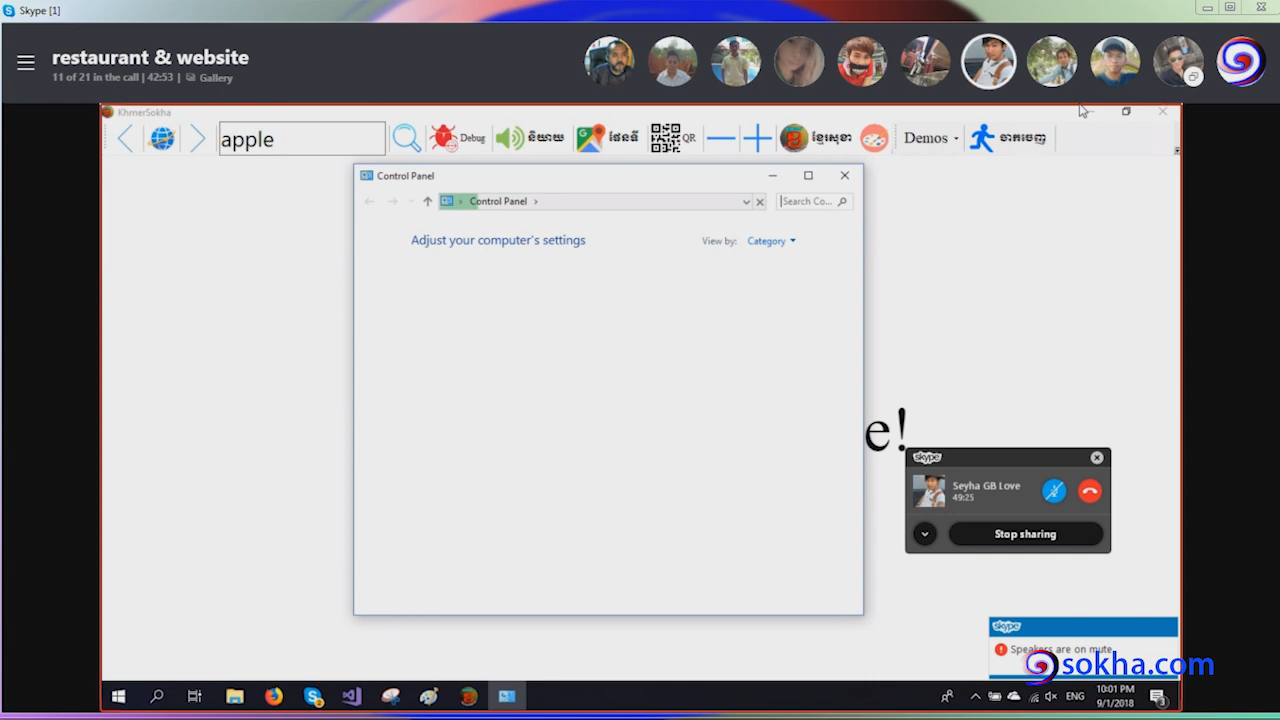 Skype [1]
restaurant & website
11 of 21 in the call | 42:53 | Gallery
KhmerSokha
apple
Debug
និយាយ
ផែនទី
QR
ខ្មែរសុខា
Demos
ចាកចេញ
Control Panel
Control Panel
Search Co...
Adjust your computer's settings
View by: Category
e!
skype
Seyha GB Love
49:25
Stop sharing
skype
Speakers are on mute
sokha.com
ENG
10:01 PM
9/1/2018
3